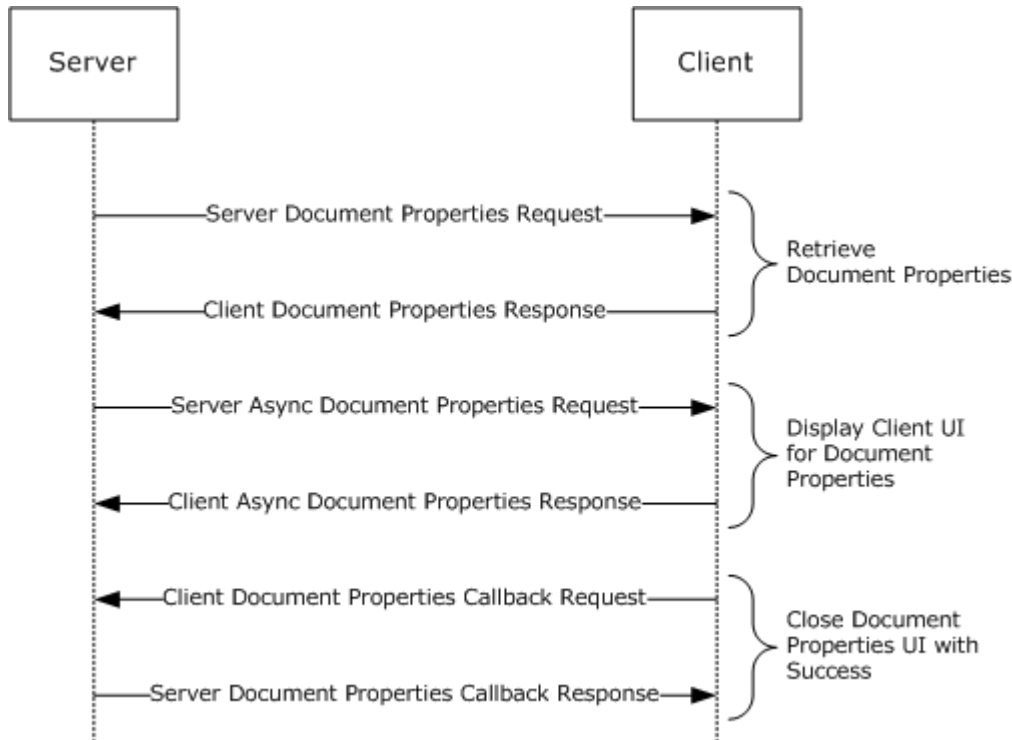 Server
Client
Server Document Properties Request
Retrieve
Document Properties
Client Document Properties Response
Server Async Document Properties Request
Display Client UI
for Document
Properties
Client Async Document Properties Response
Client Document Properties Callback Request
Close Document
Properties UI with
Success
Server Document Properties Callback Response